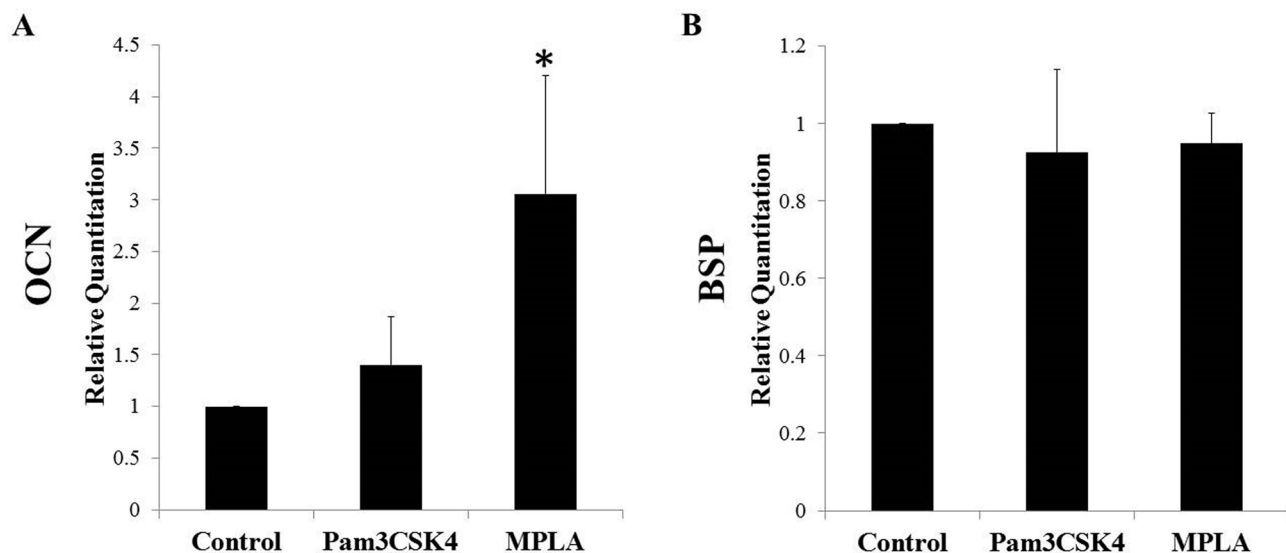 A
OCN
Relative Quantitation
4.5
4
3.5
3
2.5
2
1.5
1
0.5
0
*
Control Pam3CSK4 MPLA
B
BSP
Relative Quantitation
1.2
1
0.8
0.6
0.4
0.2
0
Control Pam3CSK4 MPLA